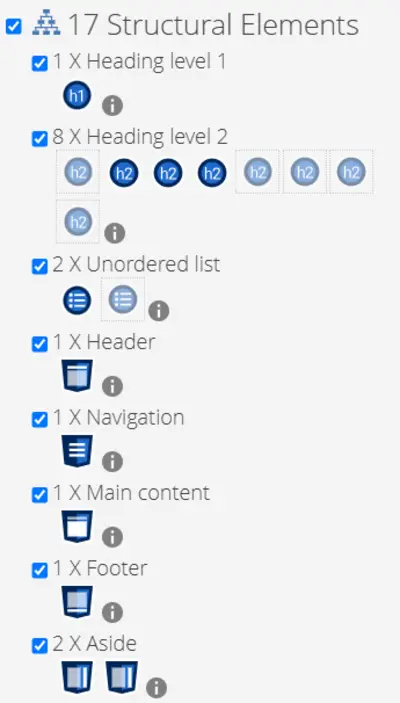 17 Structural Elements
1 X Heading level 1
h1 i
8 X Heading level 2
h2 h2 h2 h2 h2 h2 h2
h2 i
2 X Unordered list
i
1 X Header
i
1 X Navigation
i
1 X Main content
i
1 X Footer
i
2 X Aside
i